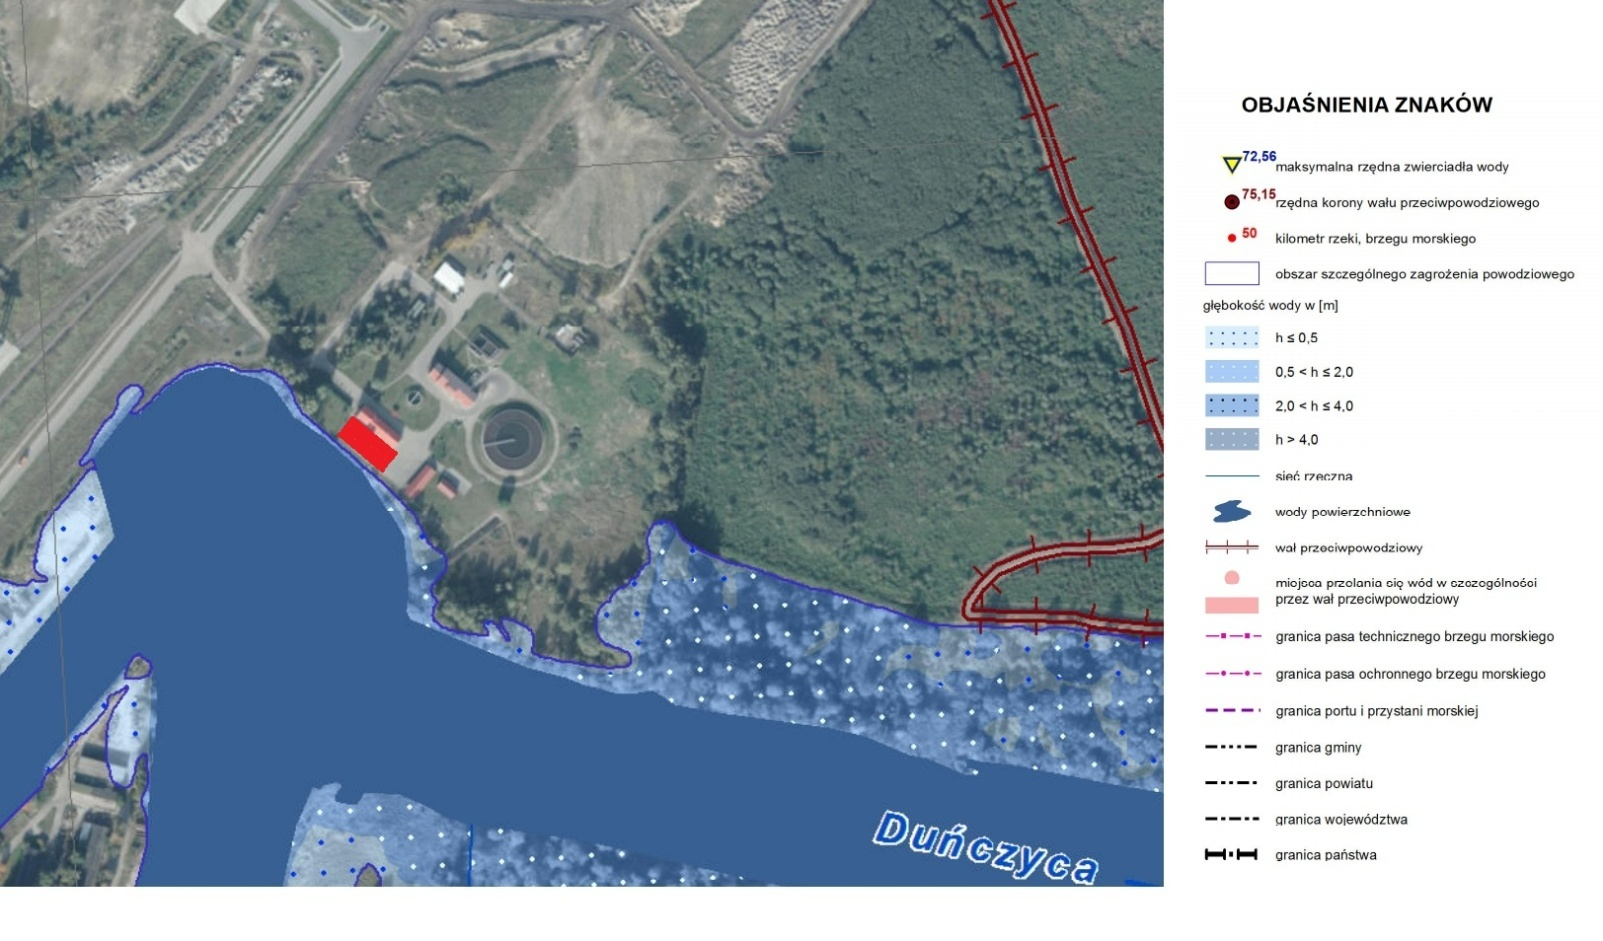 Duńczyca
OBJAŚNIENIA ZNAKÓW
72,56
maksymalna rzędna zwierciadła wody
75,15
rzędna korony wału przeciwpowodziowego
50
kilometr rzeki, brzegu morskiego
obszar szczególnego zagrożenia powodziowego
głębokość wody w [m]
h ≤ 0,5
0,5 < h ≤ 2,0
2,0 < h ≤ 4,0
h > 4,0
sieć rzeczna
wody powierzchniowe
wał przeciwpowodziowy
miejsca przelania się wód w szczególności
przez wał przeciwpowodziowy
granica pasa technicznego brzegu morskiego
granica pasa ochronnego brzegu morskiego
granica portu i przystani morskiej
granica gminy
granica powiatu
granica województwa
granica państwa